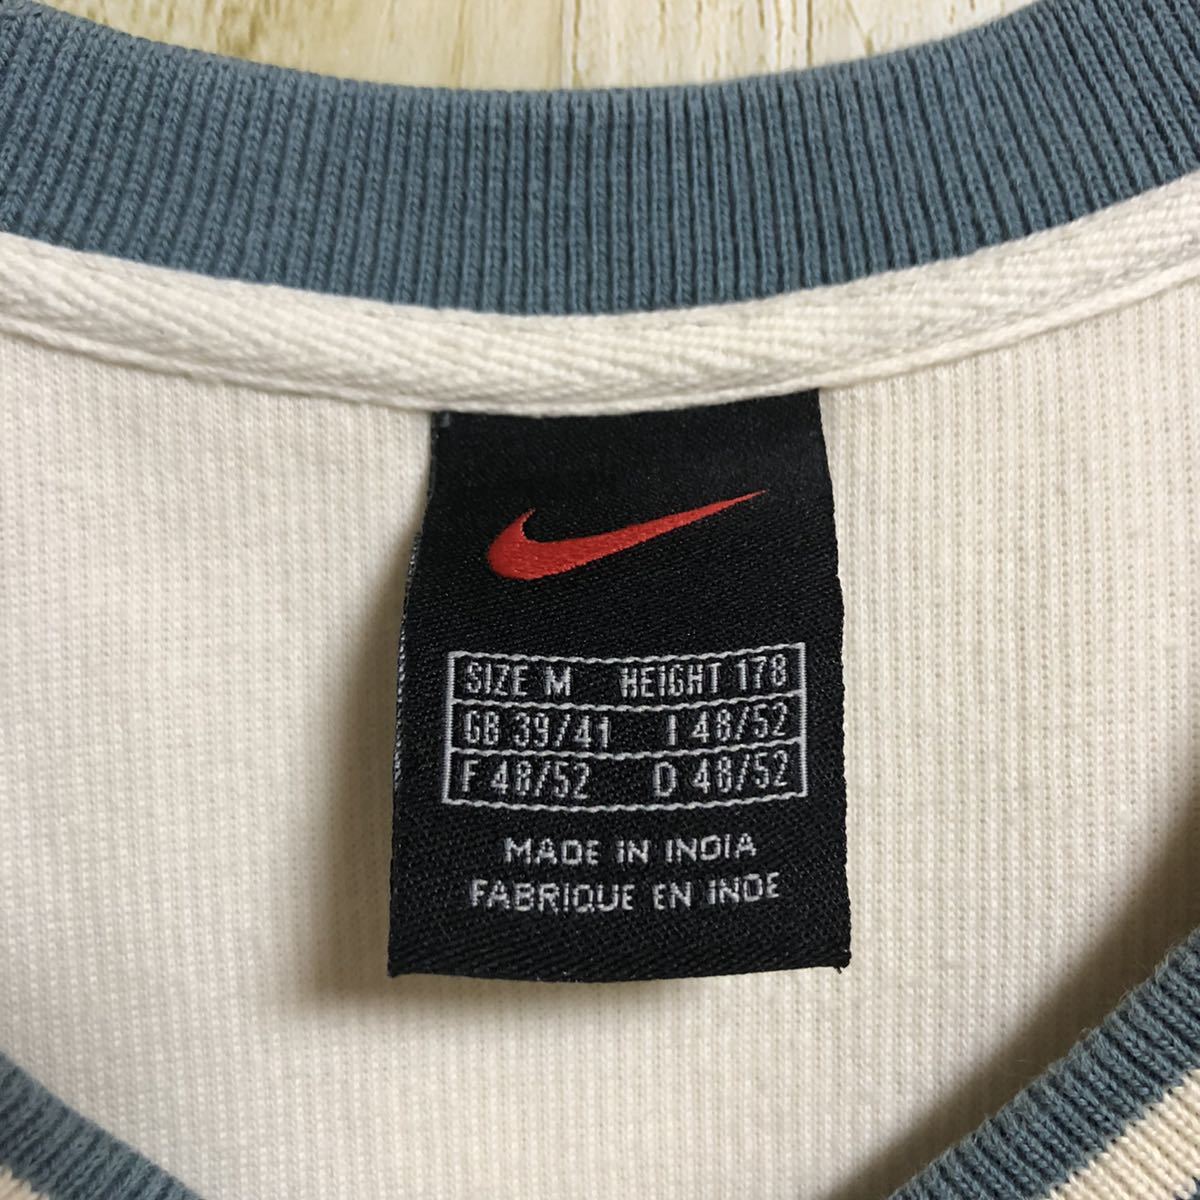 SIZE M HEIGHT 178
GB 39/41 I 48/52
F 48/52 D 48/52
MADE IN INDIA
FABRIQUE EN INDE